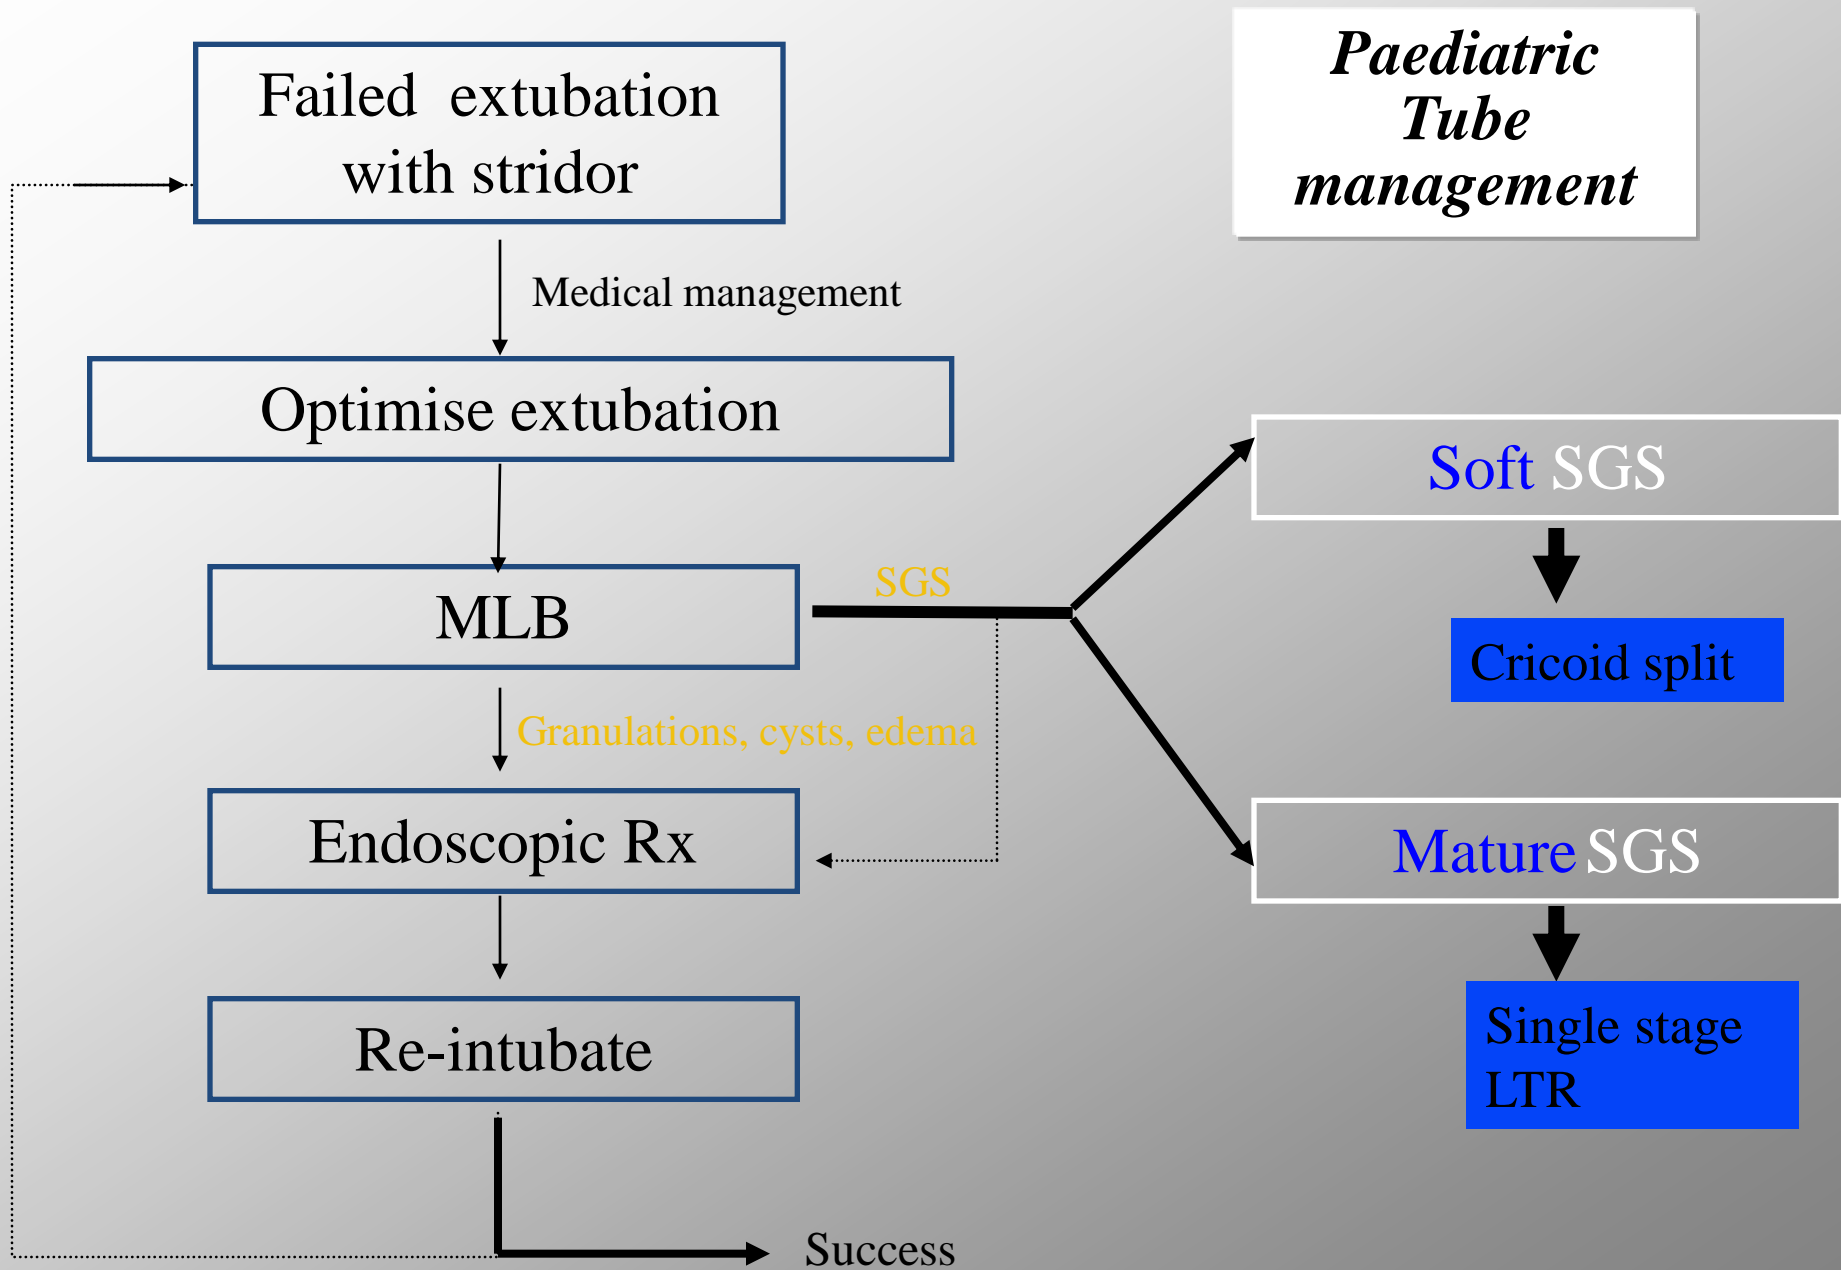 Paediatric
Tube
management
Failed extubation
with stridor
Medical management
Optimise extubation
MLB
SGS
Granulations, cysts, edema
Endoscopic Rx
Re-intubate
Success
Soft SGS
Cricoid split
Mature SGS
Single stage
LTR